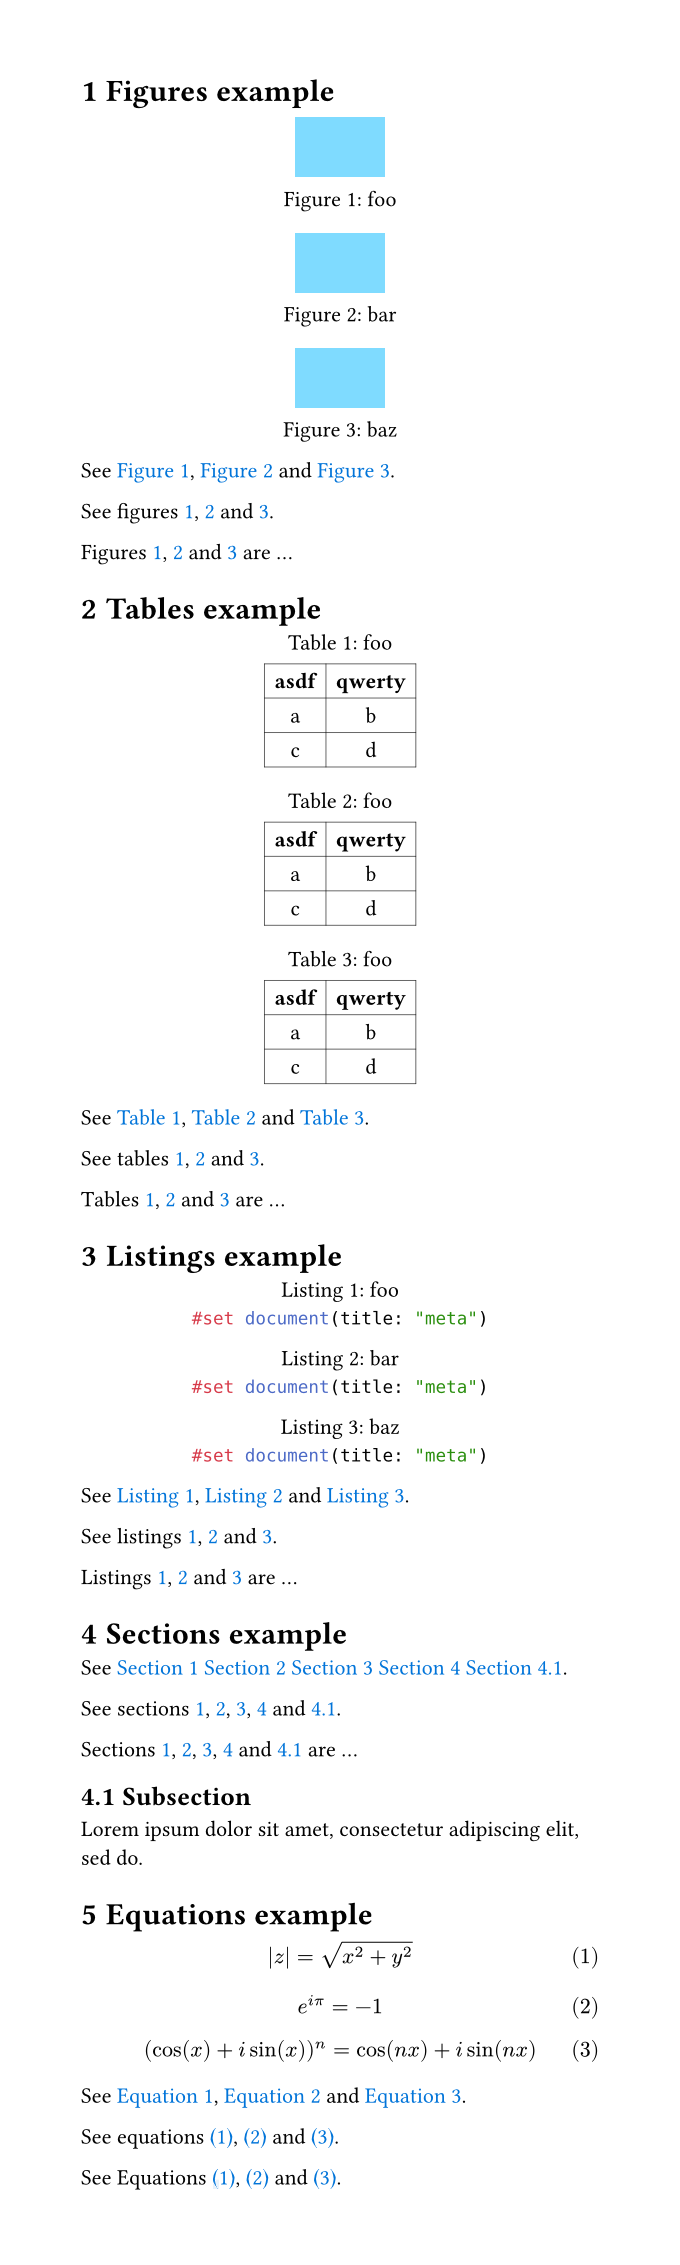 1 Figures example
Figure 1: foo
Figure 2: bar
Figure 3: baz
See Figure 1, Figure 2 and Figure 3.
See figures 1, 2 and 3.
Figures 1, 2 and 3 are …
2 Tables example
Table 1: foo
asdf qwerty
a b
c d
Table 2: foo
asdf qwerty
a b
c d
Table 3: foo
asdf qwerty
a b
c d
See Table 1, Table 2 and Table 3.
See tables 1, 2 and 3.
Tables 1, 2 and 3 are …
3 Listings example
Listing 1: foo
#set document(title: "meta")
Listing 2: bar
#set document(title: "meta")
Listing 3: baz
#set document(title: "meta")
See Listing 1, Listing 2 and Listing 3.
See listings 1, 2 and 3.
Listings 1, 2 and 3 are …
4 Sections example
See Section 1 Section 2 Section 3 Section 4 Section 4.1.
See sections 1, 2, 3, 4 and 4.1.
Sections 1, 2, 3, 4 and 4.1 are …
4.1 Subsection
Lorem ipsum dolor sit amet, consectetur adipiscing elit,
sed do.
5 Equations example
|z| = √(x² + y²) (1)
e^{iπ} = −1 (2)
(cos(x) + i sin(x))ⁿ = cos(nx) + i sin(nx) (3)
See Equation 1, Equation 2 and Equation 3.
See equations (1), (2) and (3).
See Equations (1), (2) and (3).